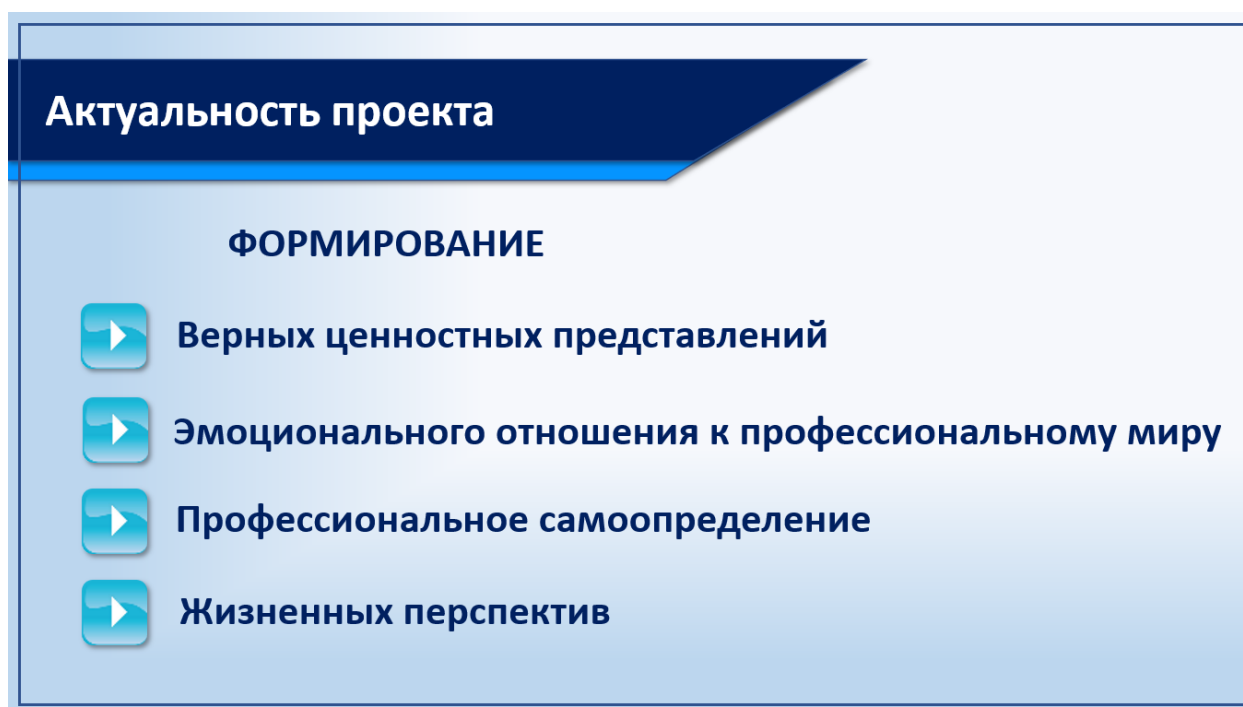 Актуальность проекта
ФОРМИРОВАНИЕ
Верных ценностных представлений
Эмоционального отношения к профессиональному миру
Профессиональное самоопределение
Жизненных перспектив